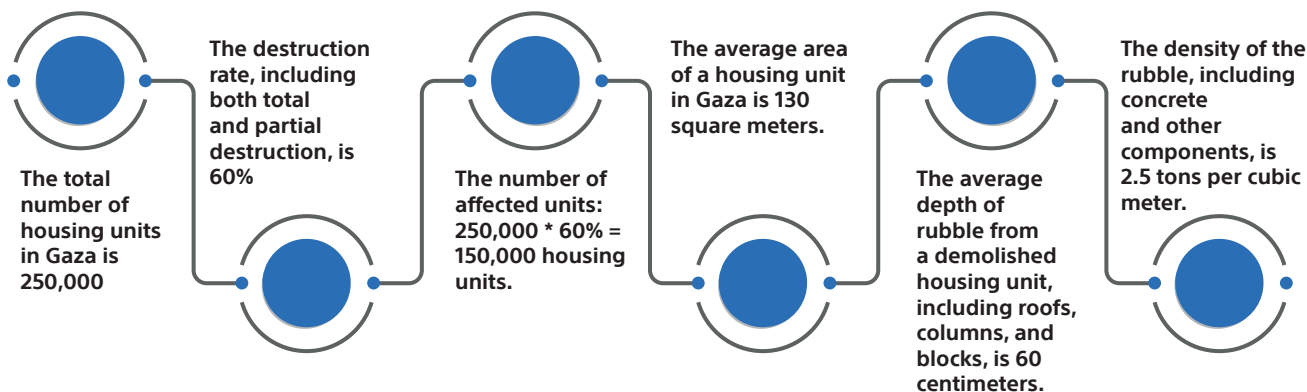 The total
number of
housing units
in Gaza is
250,000
The destruction
rate, including
both total
and partial
destruction, is
60%
The number of
affected units:
250,000 * 60% =
150,000 housing
units.
The average area
of a housing unit
in Gaza is 130
square meters.
The average
depth of
rubble from
a demolished
housing unit,
including roofs,
columns, and
blocks, is 60
centimeters.
The density of the
rubble, including
concrete
and other
components, is
2.5 tons per cubic
meter.